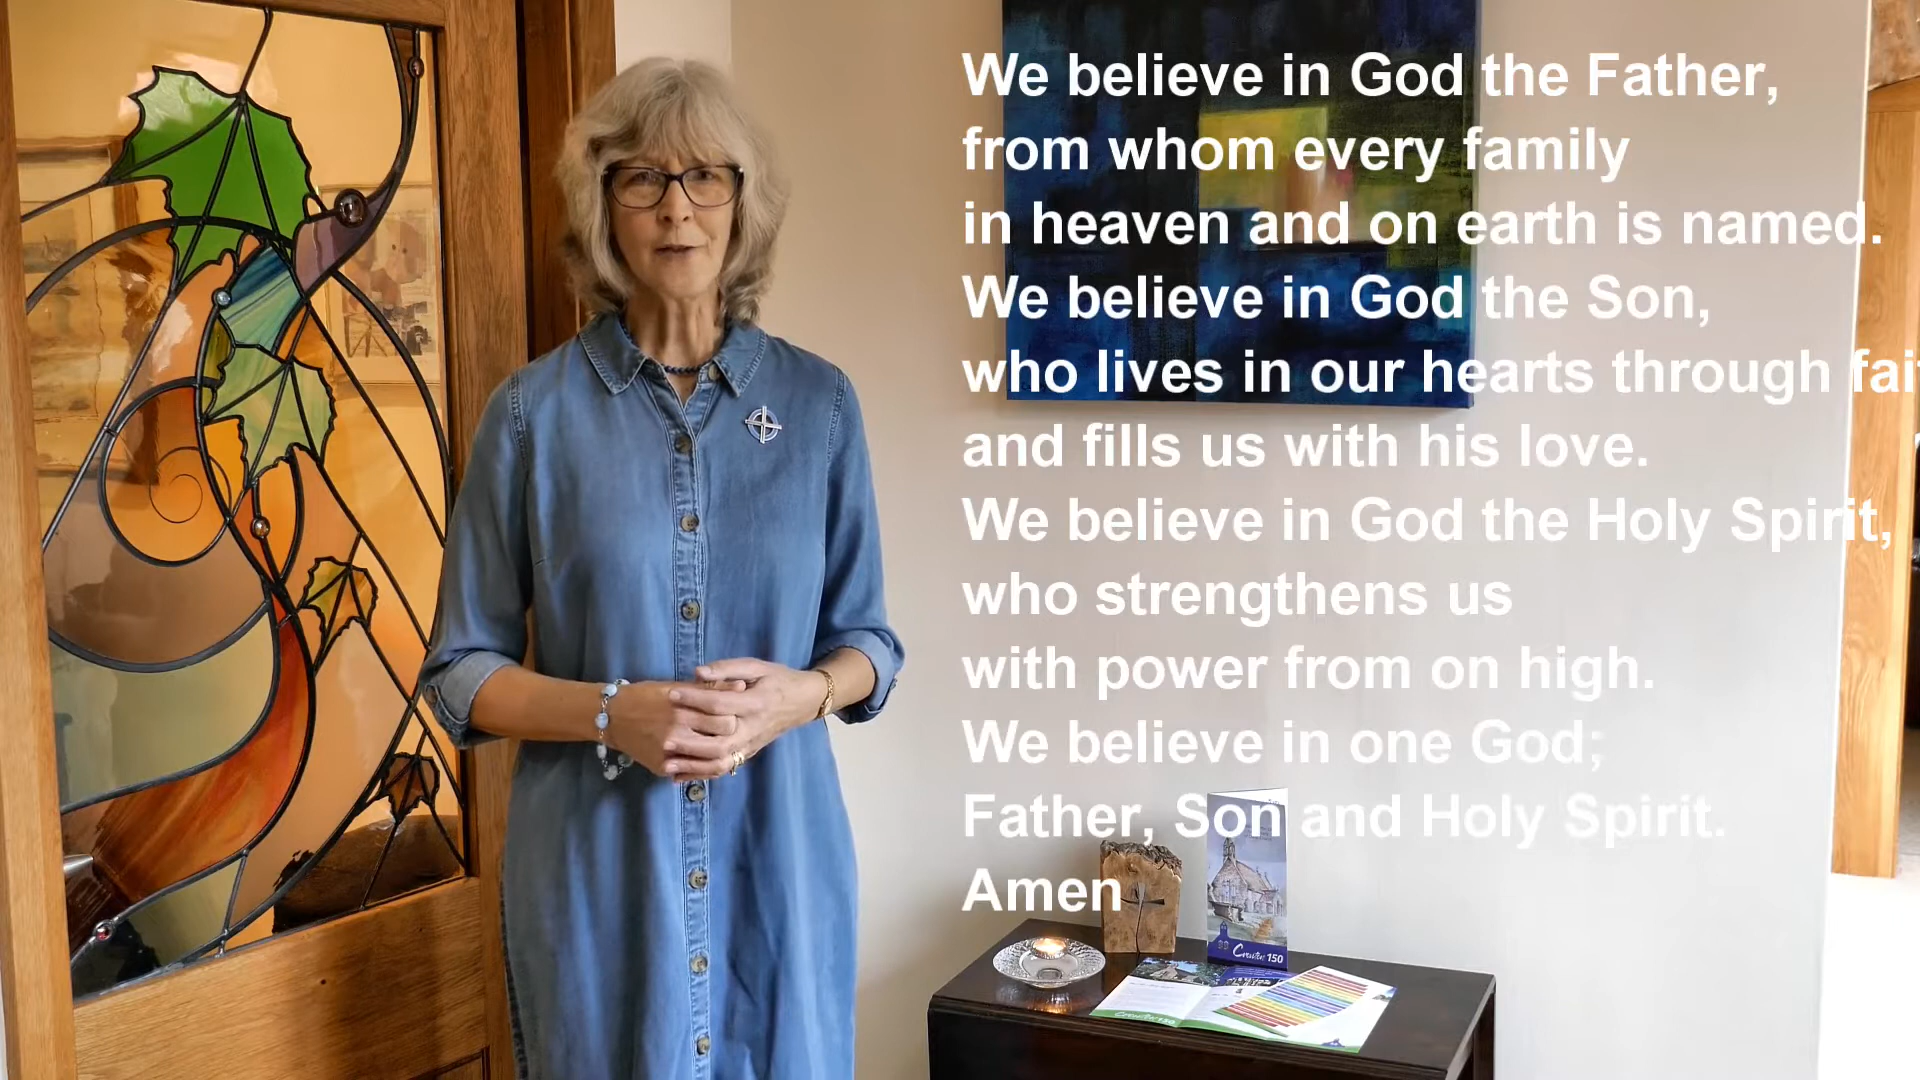 We believe in God the Father,
from whom every family
in heaven and on earth is named.
We believe in God the Son,
who lives in our hearts through fai
and fills us with his love.
We believe in God the Holy Spirit,
who strengthens us
with power from on high.
We believe in one God;
Father, Son and Holy Spirit.
Amen
150